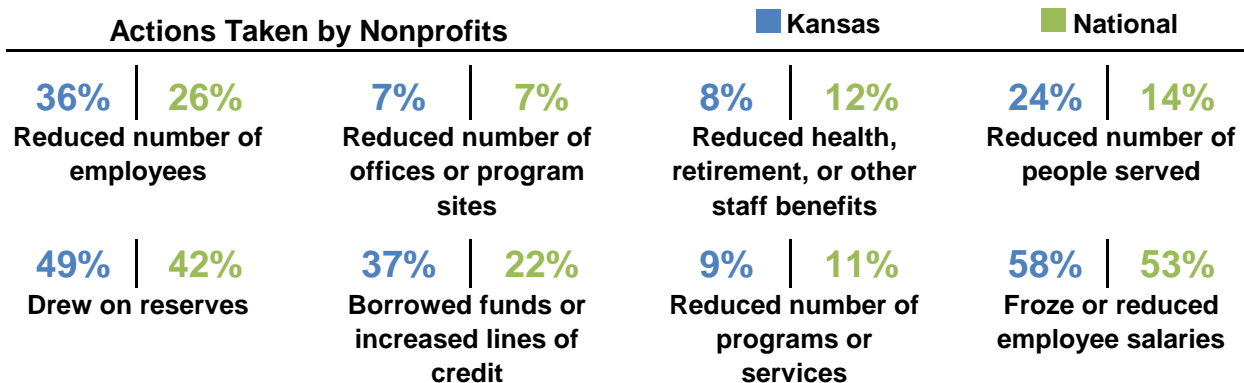 Actions Taken by Nonprofits
Kansas
National
36% 26%
Reduced number of
employees
7% 7%
Reduced number of
offices or program
sites
8% 12%
Reduced health,
retirement, or other
staff benefits
24% 14%
Reduced number of
people served
49% 42%
Drew on reserves
37% 22%
Borrowed funds or
increased lines of
credit
9% 11%
Reduced number of
programs or
services
58% 53%
Froze or reduced
employee salaries